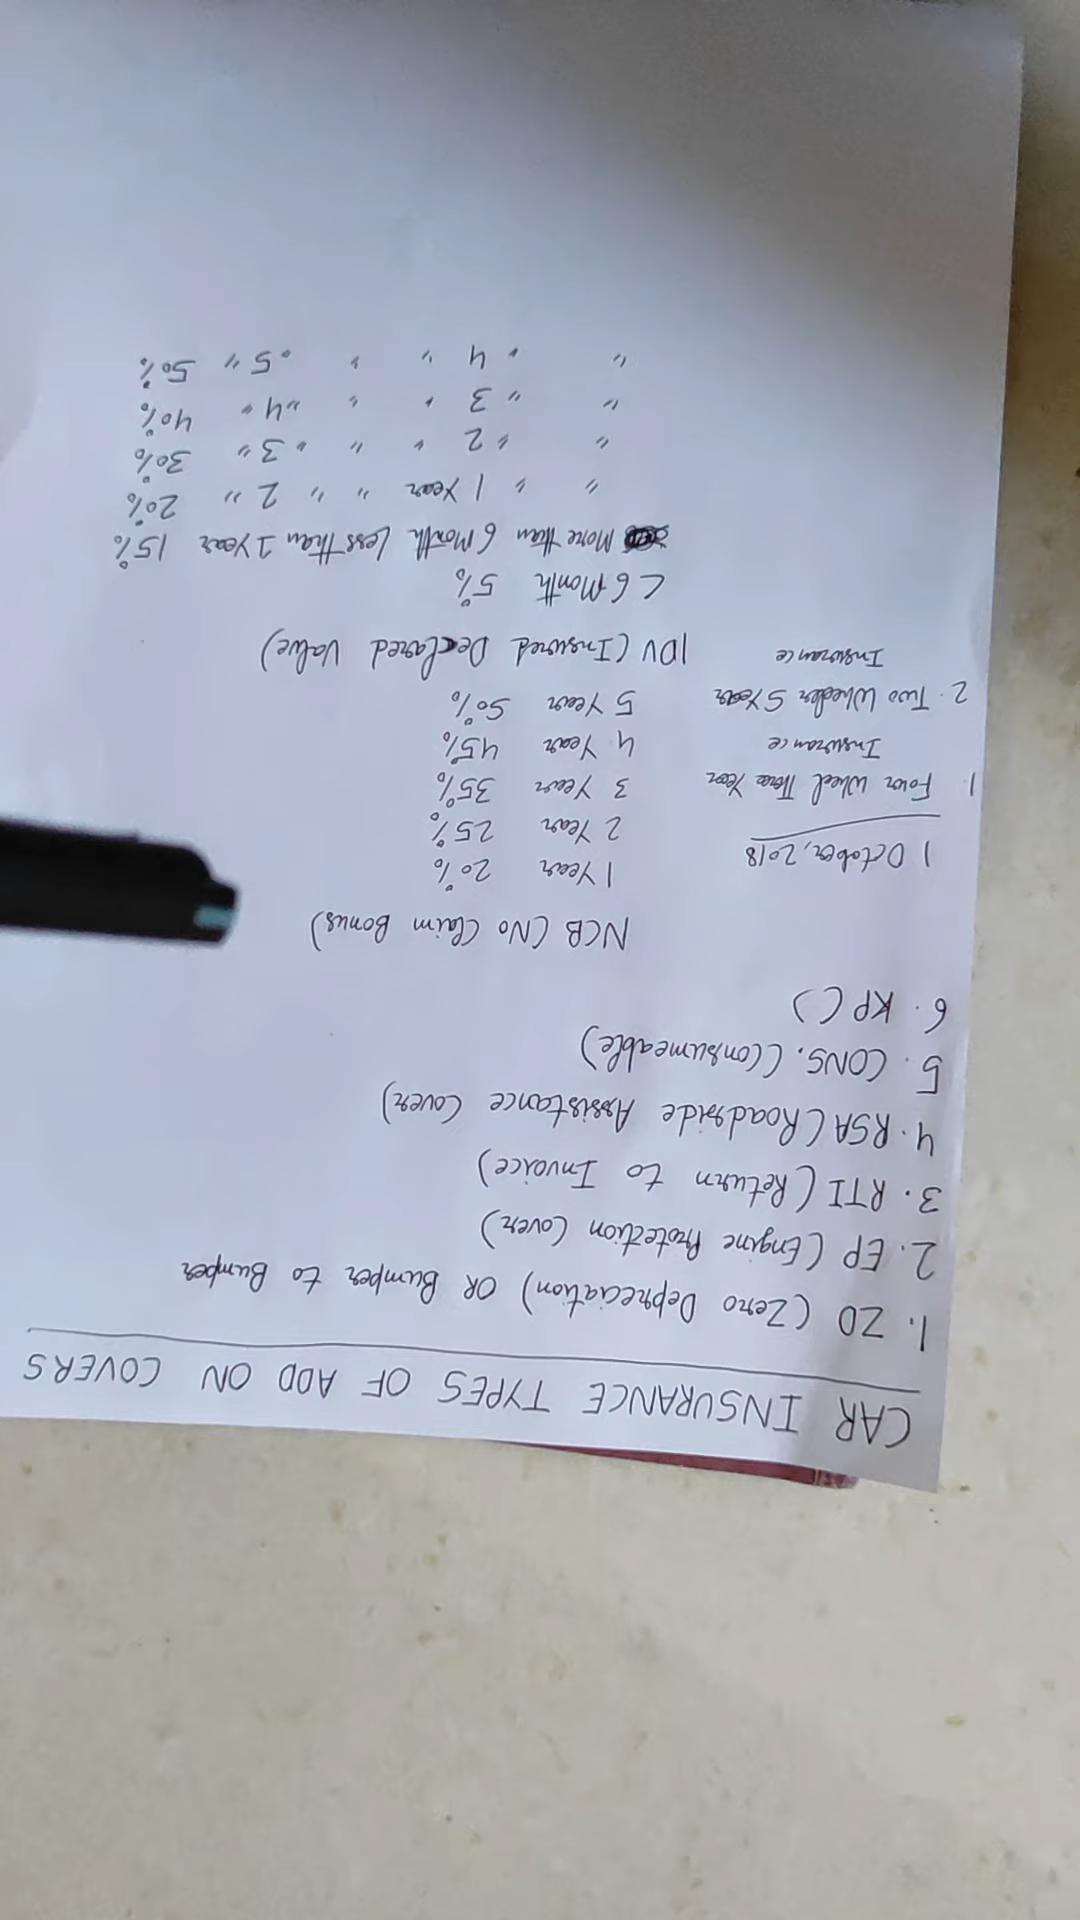 CAR INSURANCE TYPES OF ADD ON COVERS
1. ZD (Zero Depreciation) OR Bumper to Bumper
2. EP (Engine Protection Cover)
3. RTI (Return to Invoice)
4. RSA (Roadside Assistance Cover)
5. CONS. (Consumeable)
6. KP ( )
NCB (No Claim Bonus)
1 Year 20%
2 Year 25%
3 Year 35%
4 Year 45%
5 Year 50%
1 October, 2018
1. Four Wheel Three Year
Insurance
2. Two Wheeler 5 Year
Insurance
IDV (Insured Declared Value)
< 6 Month 5%
More than 6 Month Less than 1 Year 15%
" " 1 Year " " 2 " 20%
" " 2 " " " 3 " 30%
" " 3 " " " 4 " 40%
" " 4 " " " 5 " 50%